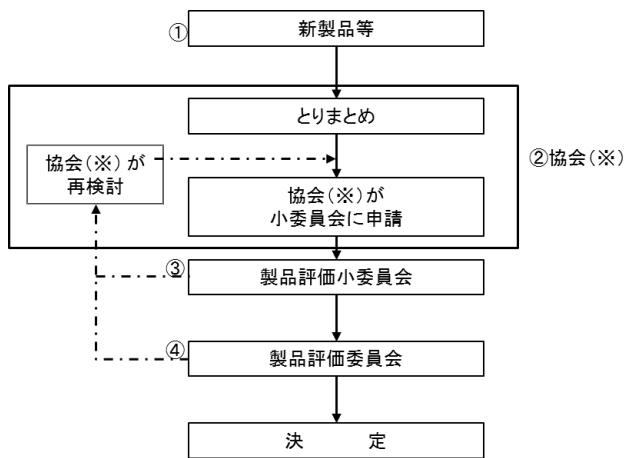 ①
新製品等
とりまとめ
協会(※)が
再検討
②協会(※)
協会(※)が
小委員会に申請
③
製品評価小委員会
④
製品評価委員会
決　　　定